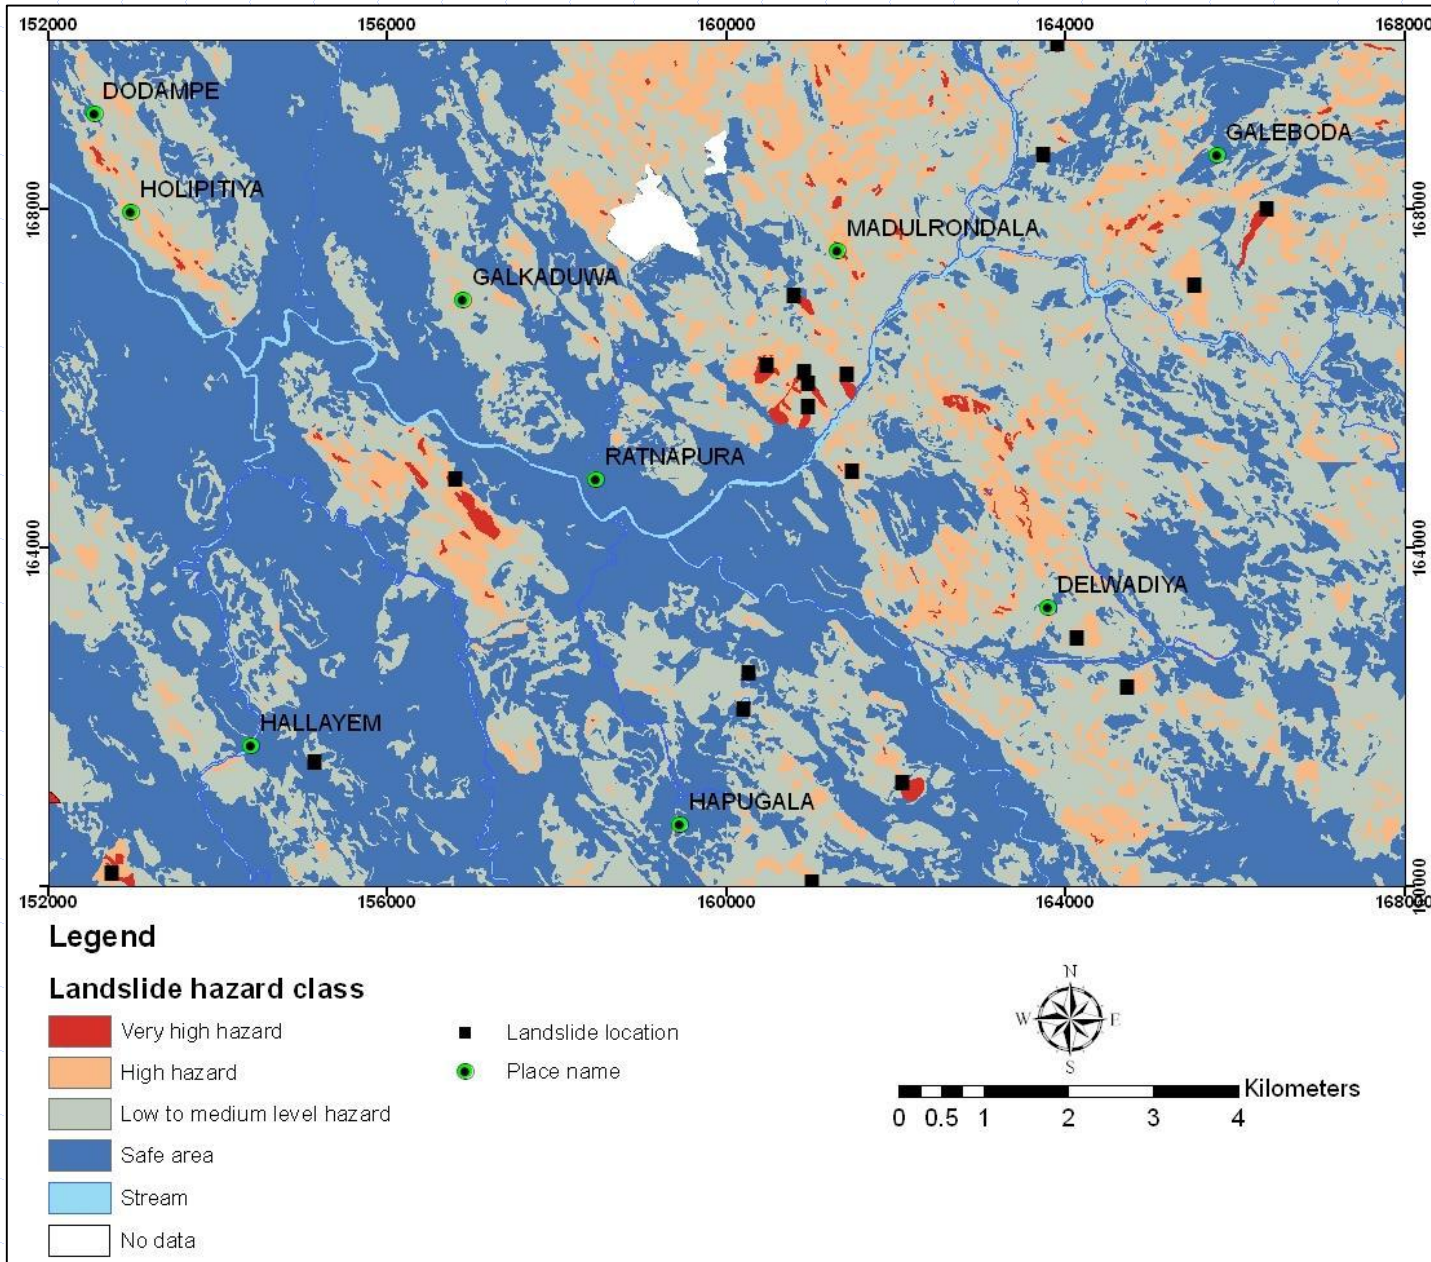 152000 156000 160000 164000 168000
DODAMPE
GALEBODA
HOLIPITIYA
168000 168000
MADULRONDALA
GALKADUWA
RATNAPURA
164000 164000
DELWADIYA
HALLAYEM
HAPUGALA
160000
152000 156000 160000 164000 168000
Legend
Landslide hazard class
Very high hazard
High hazard
Low to medium level hazard
Safe area
Stream
No data
Landslide location
Place name
N
W E
S
Kilometers
0 0.5 1 2 3 4